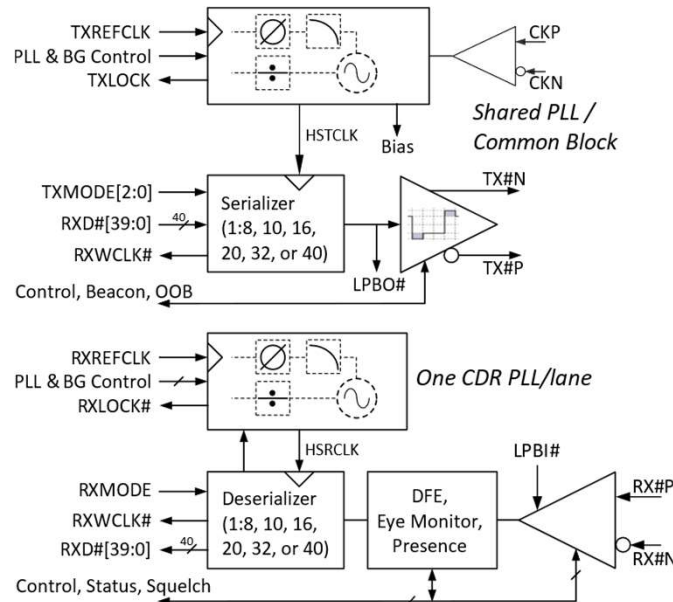 TXREFCLK
PLL & BG Control
TXLOCK
CKP
CKN
Shared PLL /
Common Block
HSTCLK
Bias
TXMODE[2:0]
RXD#[39:0]
40
RXWCLK#
Serializer
(1:8, 10, 16,
20, 32, or 40)
LPBO#
TX#N
TX#P
Control, Beacon, OOB
RXREFCLK
PLL & BG Control
RXLOCK#
One CDR PLL/lane
HSRCLK
LPBI#
RXMODE
RXWCLK#
RXD#[39:0]
40
Deserializer
(1:8, 10, 16,
20, 32, or 40)
DFE,
Eye Monitor,
Presence
RX#P
RX#N
Control, Status, Squelch